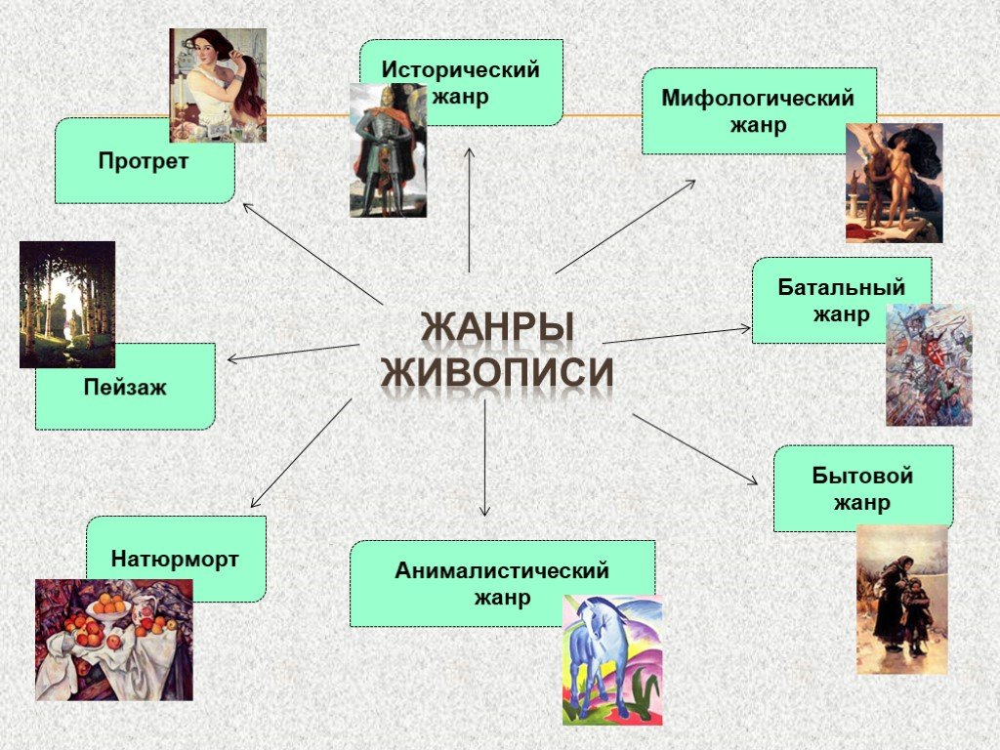 Исторический
жанр
Мифологический
жанр
Протрет
Батальный
жанр
ЖАНРЫ
ЖИВОПИСИ
Пейзаж
Бытовой
жанр
Натюрморт
Анималистический
жанр